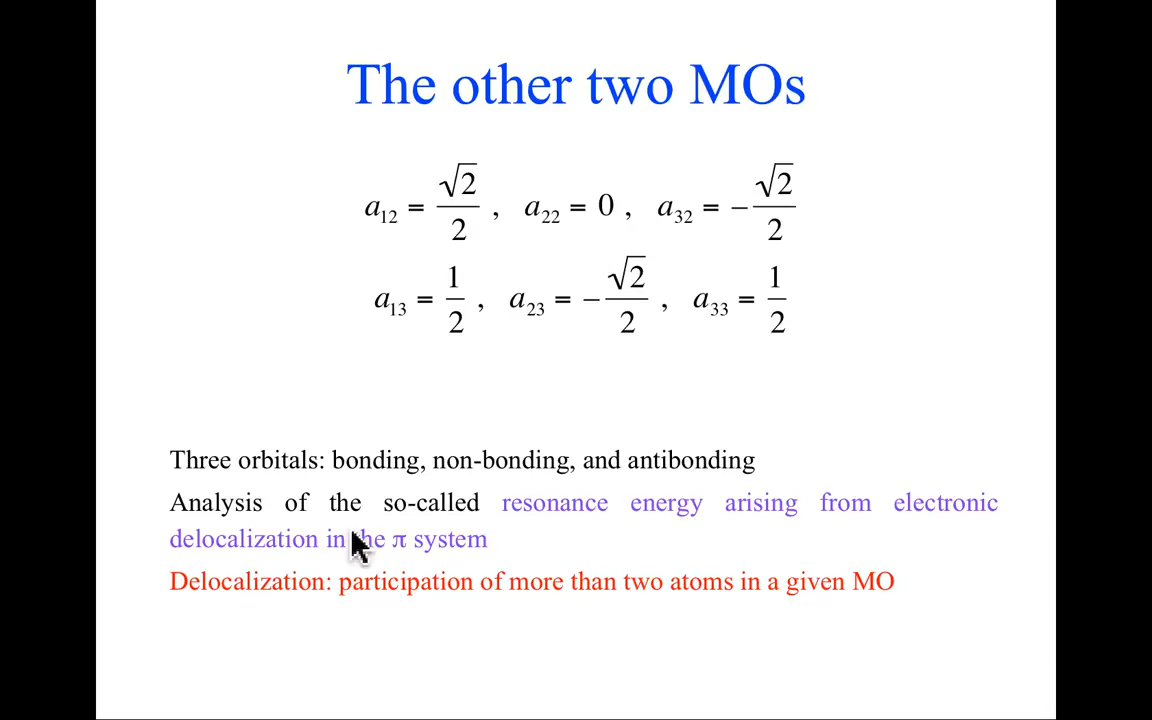 The other two MOs
a₁₂ = √2/2 , a₂₂ = 0 , a₃₂ = −√2/2
a₁₃ = 1/2 , a₂₃ = −√2/2 , a₃₃ = 1/2
Three orbitals: bonding, non-bonding, and antibonding
Analysis of the so-called resonance energy arising from electronic
delocalization in the π system
Delocalization: participation of more than two atoms in a given MO